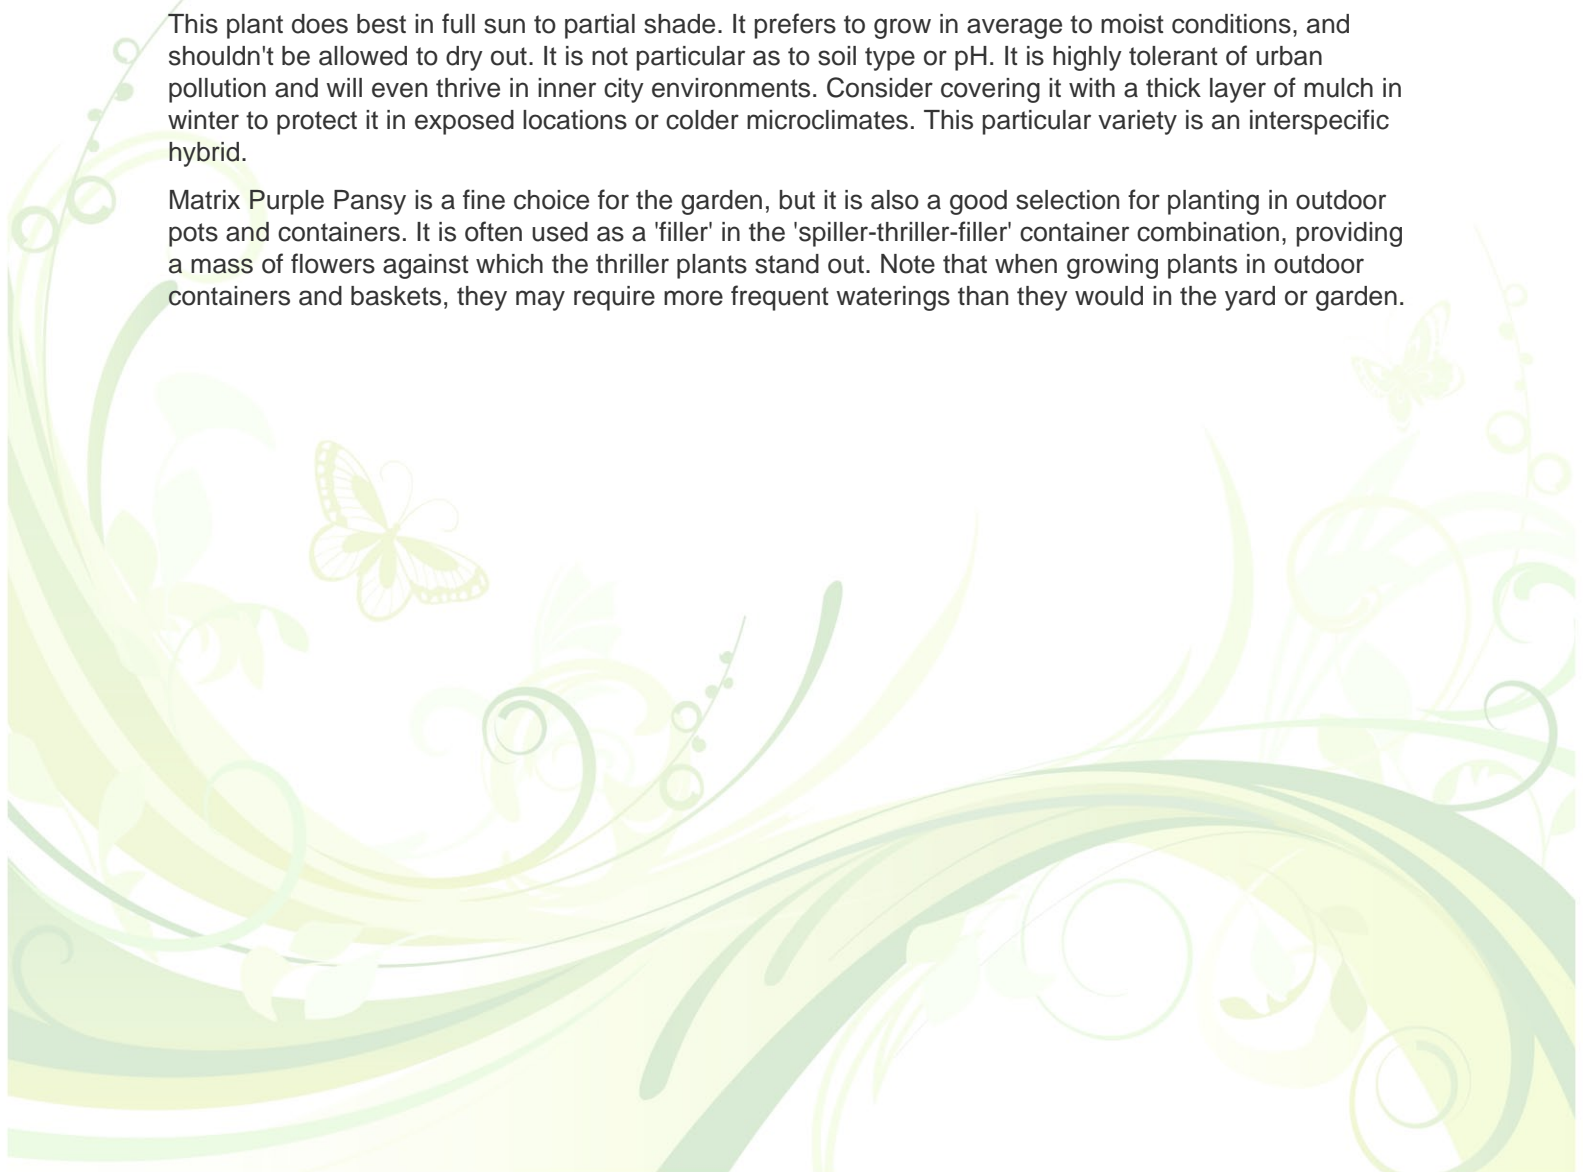 This plant does best in full sun to partial shade. It prefers to grow in average to moist conditions, and
shouldn't be allowed to dry out. It is not particular as to soil type or pH. It is highly tolerant of urban
pollution and will even thrive in inner city environments. Consider covering it with a thick layer of mulch in
winter to protect it in exposed locations or colder microclimates. This particular variety is an interspecific
hybrid.
Matrix Purple Pansy is a fine choice for the garden, but it is also a good selection for planting in outdoor
pots and containers. It is often used as a 'filler' in the 'spiller-thriller-filler' container combination, providing
a mass of flowers against which the thriller plants stand out. Note that when growing plants in outdoor
containers and baskets, they may require more frequent waterings than they would in the yard or garden.